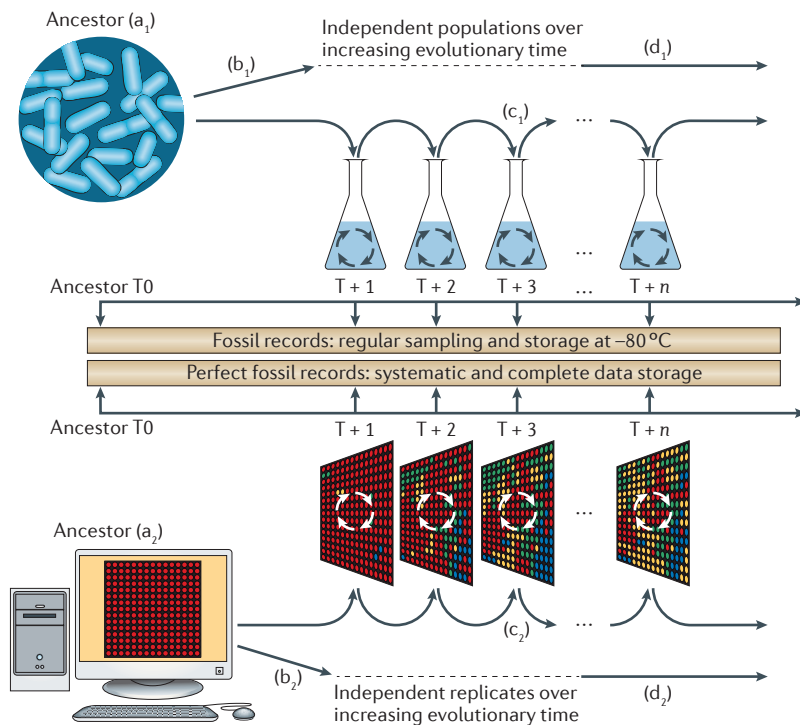 Ancestor (a1)
Independent populations over
increasing evolutionary time
(b1)
(d1)
(c1)
...
...
Ancestor T0
T + 1
T + 2
T + 3
...
T + n
Fossil records: regular sampling and storage at –80 °C
Perfect fossil records: systematic and complete data storage
Ancestor T0
T + 1
T + 2
T + 3
T + n
...
Ancestor (a2)
(c2)
...
(b2)
Independent replicates over
increasing evolutionary time
(d2)